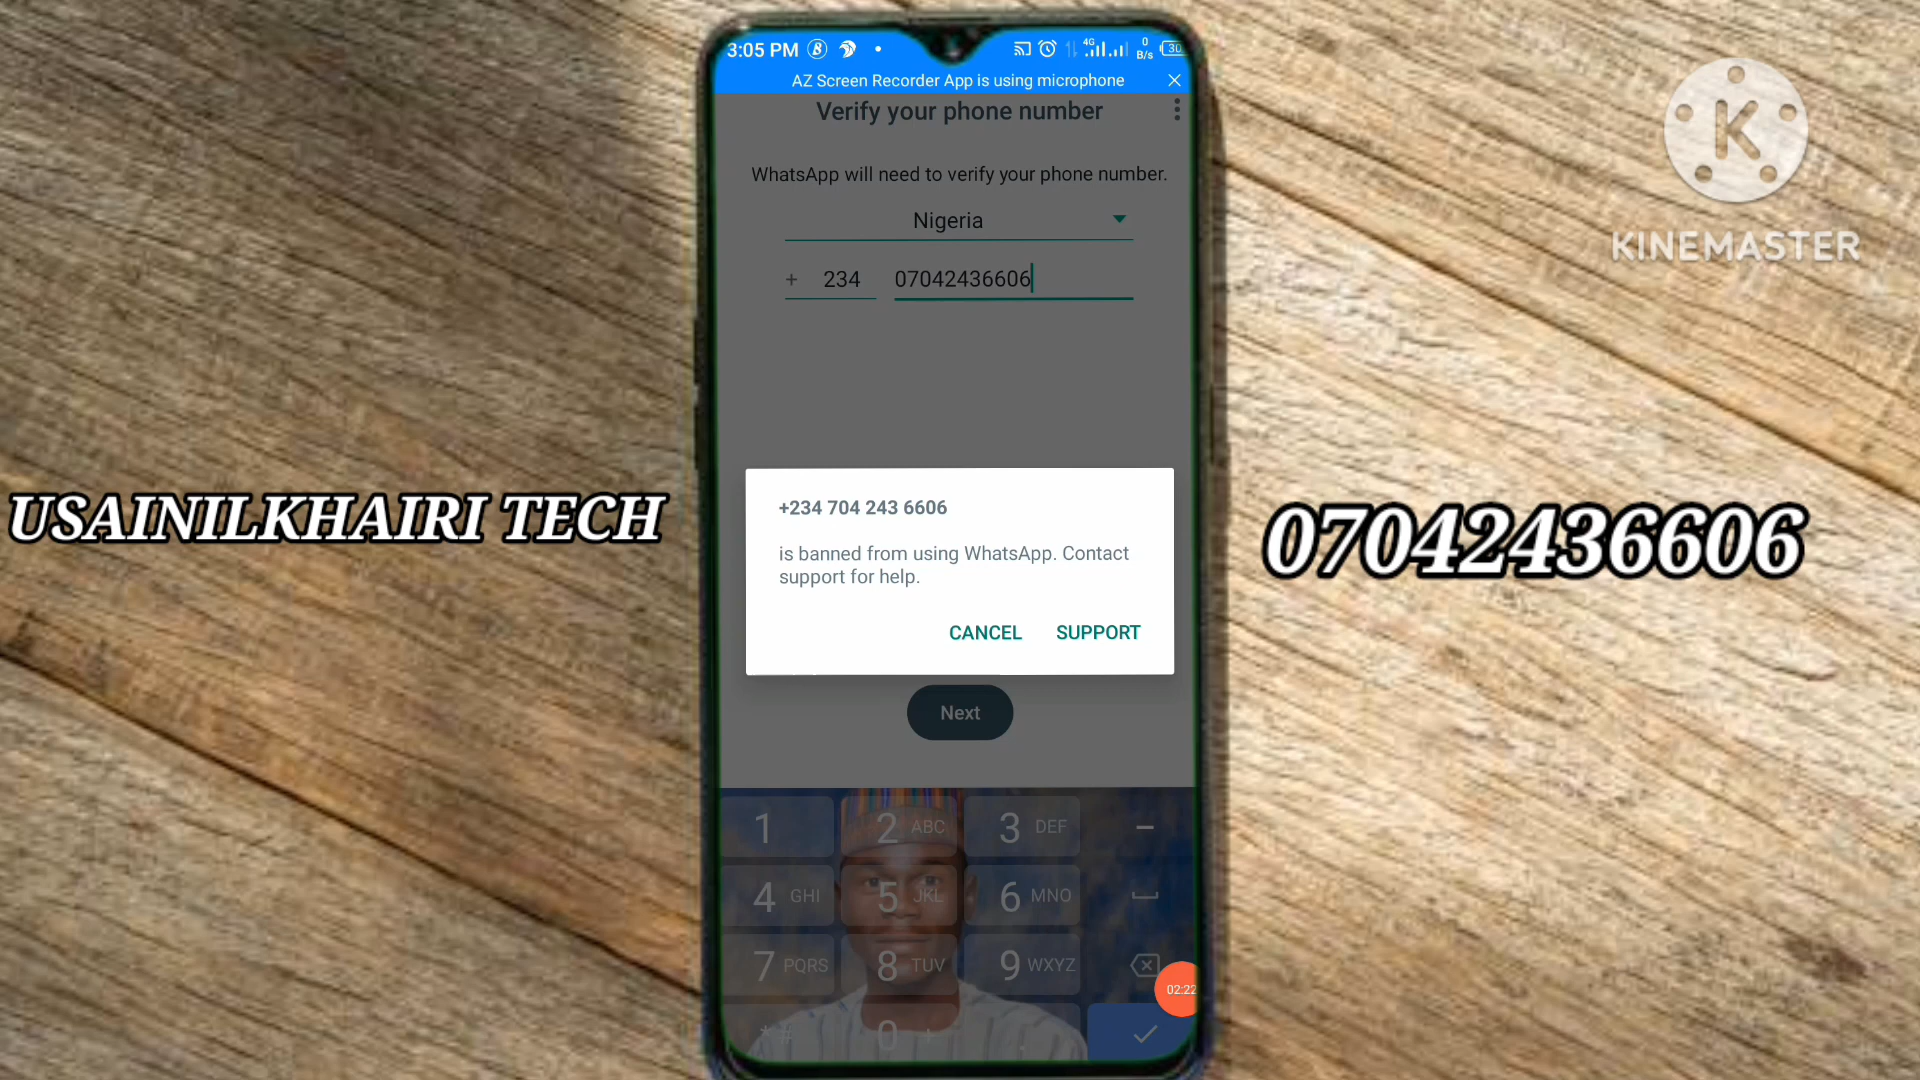 3:05 PM
4G
0
B/s
30
AZ Screen Recorder App is using microphone
Verify your phone number
WhatsApp will need to verify your phone number.
Nigeria
+ 234 07042436606
+234 704 243 6606
is banned from using WhatsApp. Contact
support for help.
CANCEL SUPPORT
Next
1 2 ABC 3 DEF -
4 GHI 5 JKL 6 MNO
7 PQRS 8 TUV 9 WXYZ
02:22
* # 0 + .
USAINILKHAIRI TECH
07042436606
K
KINEMASTER